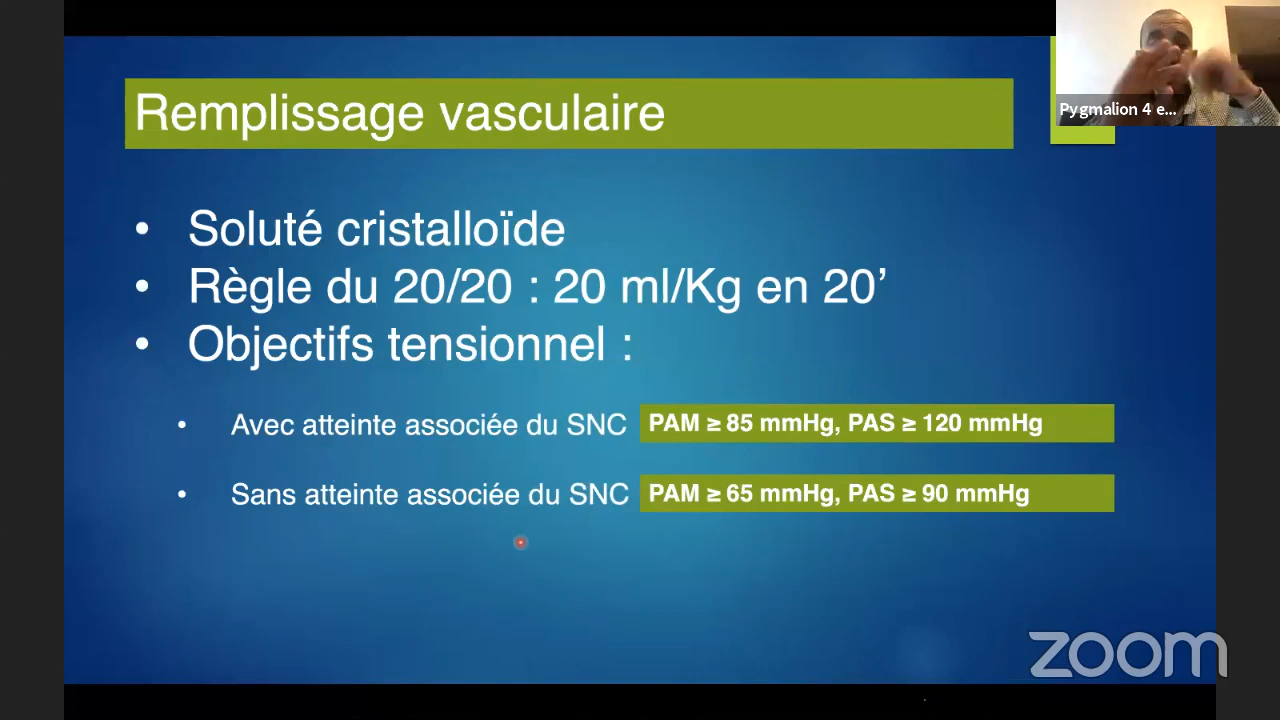 Remplissage vasculaire
• Soluté cristalloïde
• Règle du 20/20 : 20 ml/Kg en 20’
• Objectifs tensionnel :
• Avec atteinte associée du SNC PAM ≥ 85 mmHg, PAS ≥ 120 mmHg
• Sans atteinte associée du SNC PAM ≥ 65 mmHg, PAS ≥ 90 mmHg
Pygmalion 4 e...
zoom